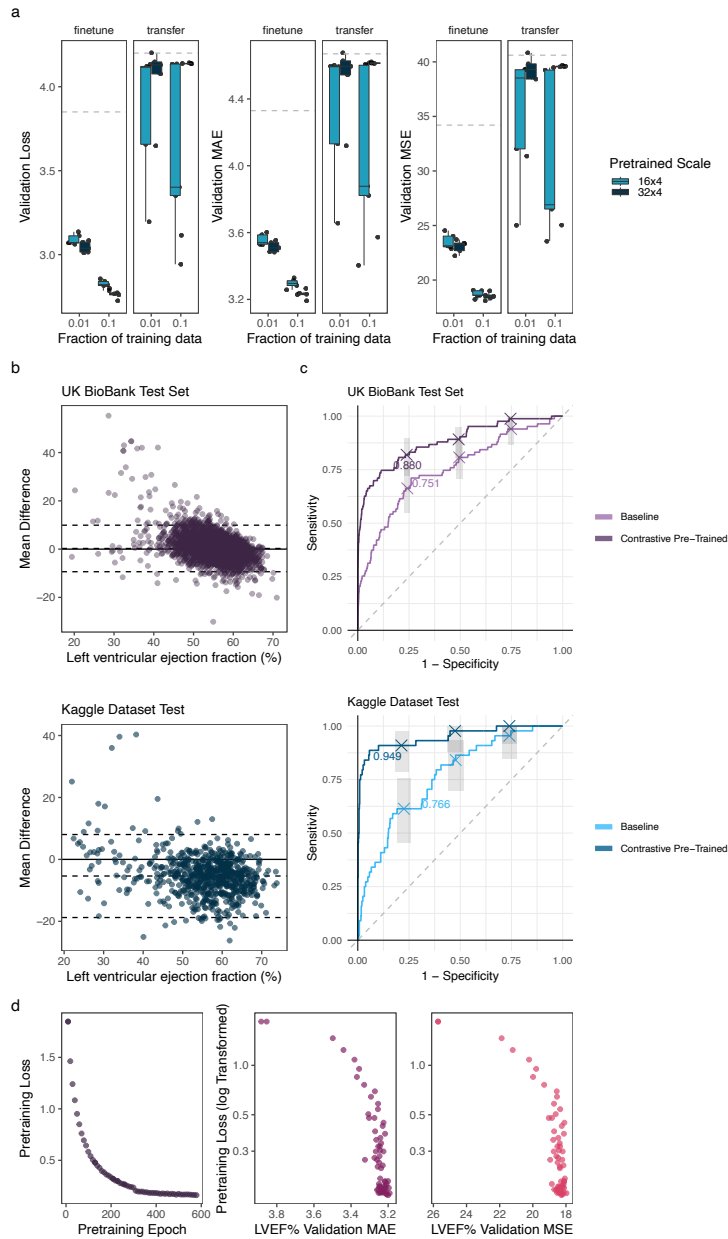 a
finetune transfer
finetune transfer
finetune transfer
Validation Loss
4.0
3.5
3.0
0.01 0.1 0.01 0.1
Fraction of training data
Validation MAE
4.4
4.0
3.6
3.2
0.01 0.1 0.01 0.1
Fraction of training data
Validation MSE
40
35
30
25
20
0.01 0.1 0.01 0.1
Fraction of training data
Pretrained Scale
16x4
32x4
b
UK BioBank Test Set
Mean Difference
60
40
20
0
−20
20 30 40 50 60 70
Left ventricular ejection fraction (%)
c
UK BioBank Test Set
Sensitivity
1.00
0.75
0.50
0.25
0.00
0.880
0.751
0.00 0.25 0.50 0.75 1.00
1 − Specificity
Baseline
Contrastive Pre-Trained
Kaggle Dataset Test
Mean Difference
40
20
0
−20
20 30 40 50 60 70
Left ventricular ejection fraction (%)
Kaggle Dataset Test
Sensitivity
1.00
0.75
0.50
0.25
0.00
0.949
0.766
0.00 0.25 0.50 0.75 1.00
1 − Specificity
Baseline
Contrastive Pre-Trained
d
Pretraining Loss
1.5
1.0
0.5
0 200 400 600
Pretraining Epoch
Pretraining Loss (log Transformed)
1.0
0.5
0.3
3.8 3.6 3.4 3.2
LVEF% Validation MAE
1.0
0.5
0.3
26 24 22 20 18
LVEF% Validation MSE